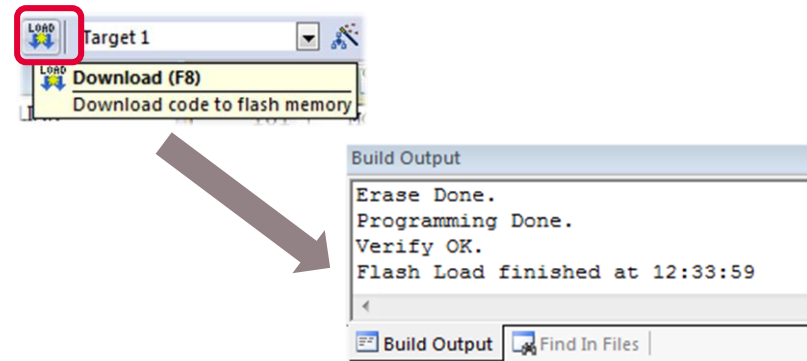 LOAD
Target 1
LOAD
Download (F8)
Download code to flash memory
Build Output
Erase Done.
Programming Done.
Verify OK.
Flash Load finished at 12:33:59
Build Output
Find In Files